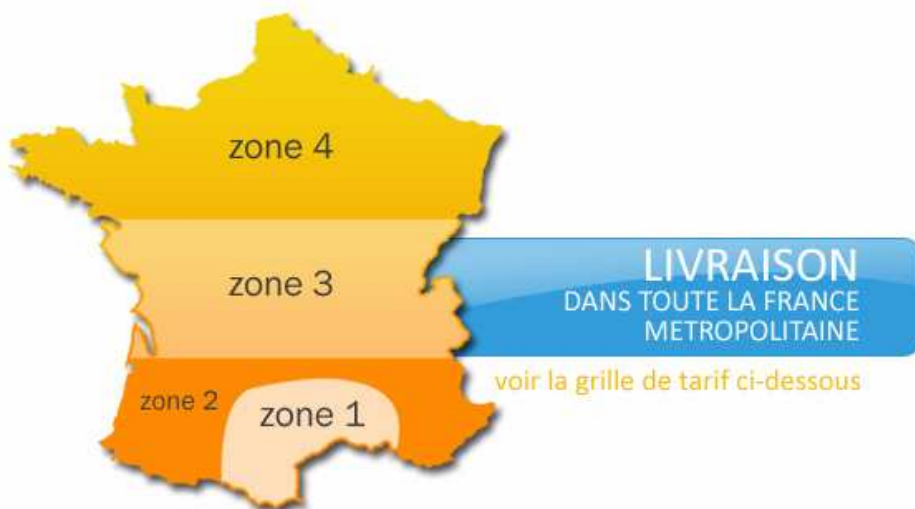 zone 4
zone 3
LIVRAISON
DANS TOUTE LA FRANCE
METROPOLITAINE
voir la grille de tarif ci-dessous
zone 2
zone 1